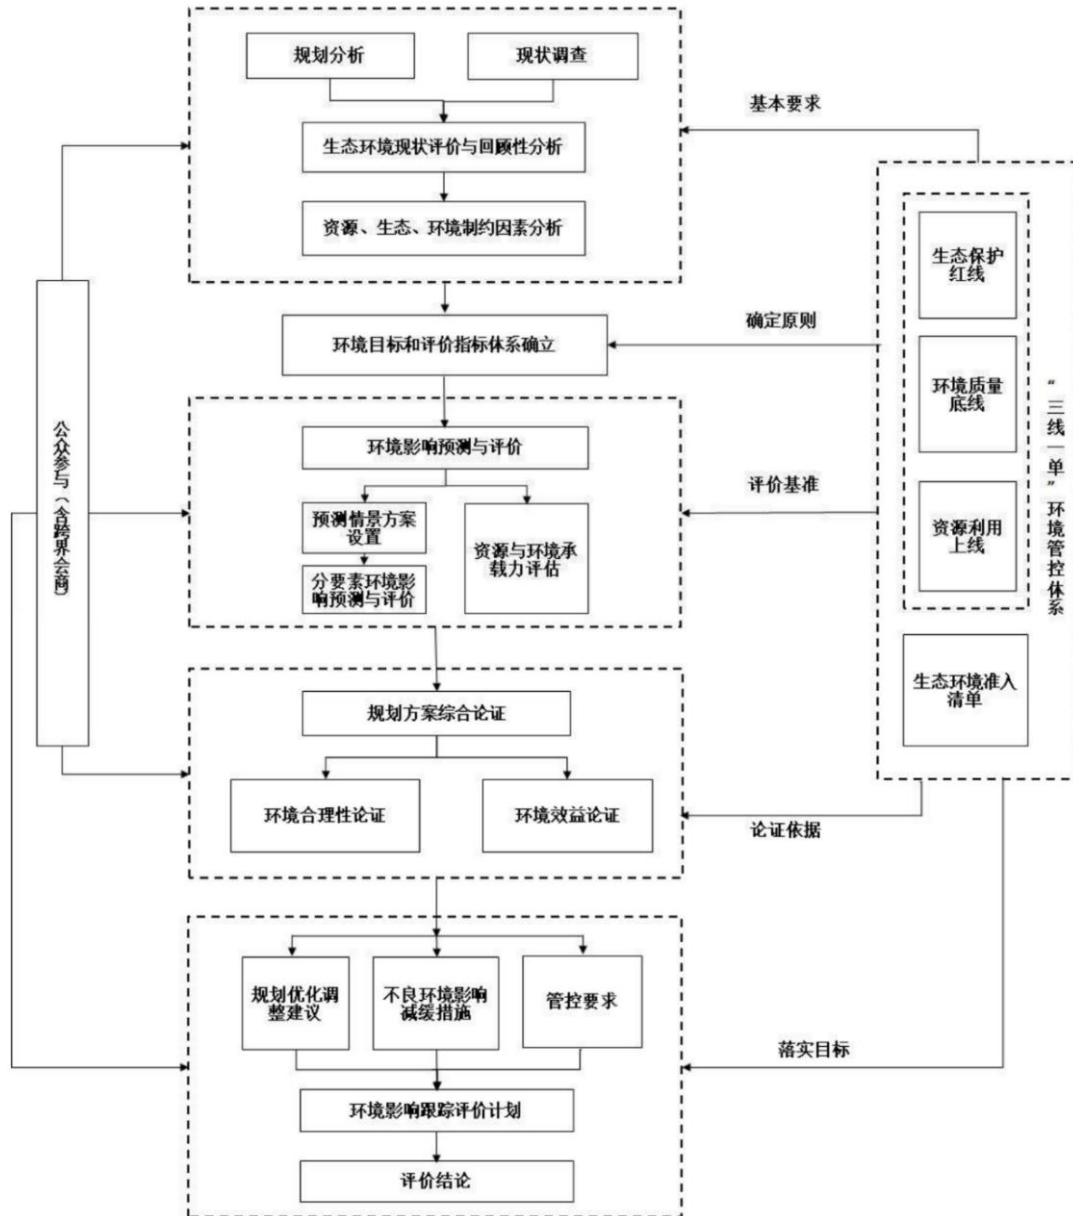 规划分析
现状调查
基本要求
生态环境现状评价与回顾性分析
资源、生态、环境制约因素分析
生态保护
红线
确定原则
环境目标和评价指标体系确立
环境质量
底线
“三线一单”环境管控体系
公众参与（含跨界会商）
环境影响预测与评价
评价基准
预测情景方案
设置
资源与环境承
载力评估
资源利用
上线
分要素环境影
响预测与评价
生态环境准入
清单
规划方案综合论证
环境合理性论证
环境效益论证
论证依据
规划优化调
整建议
不良环境影响
减缓措施
管控要求
落实目标
环境影响跟踪评价计划
评价结论